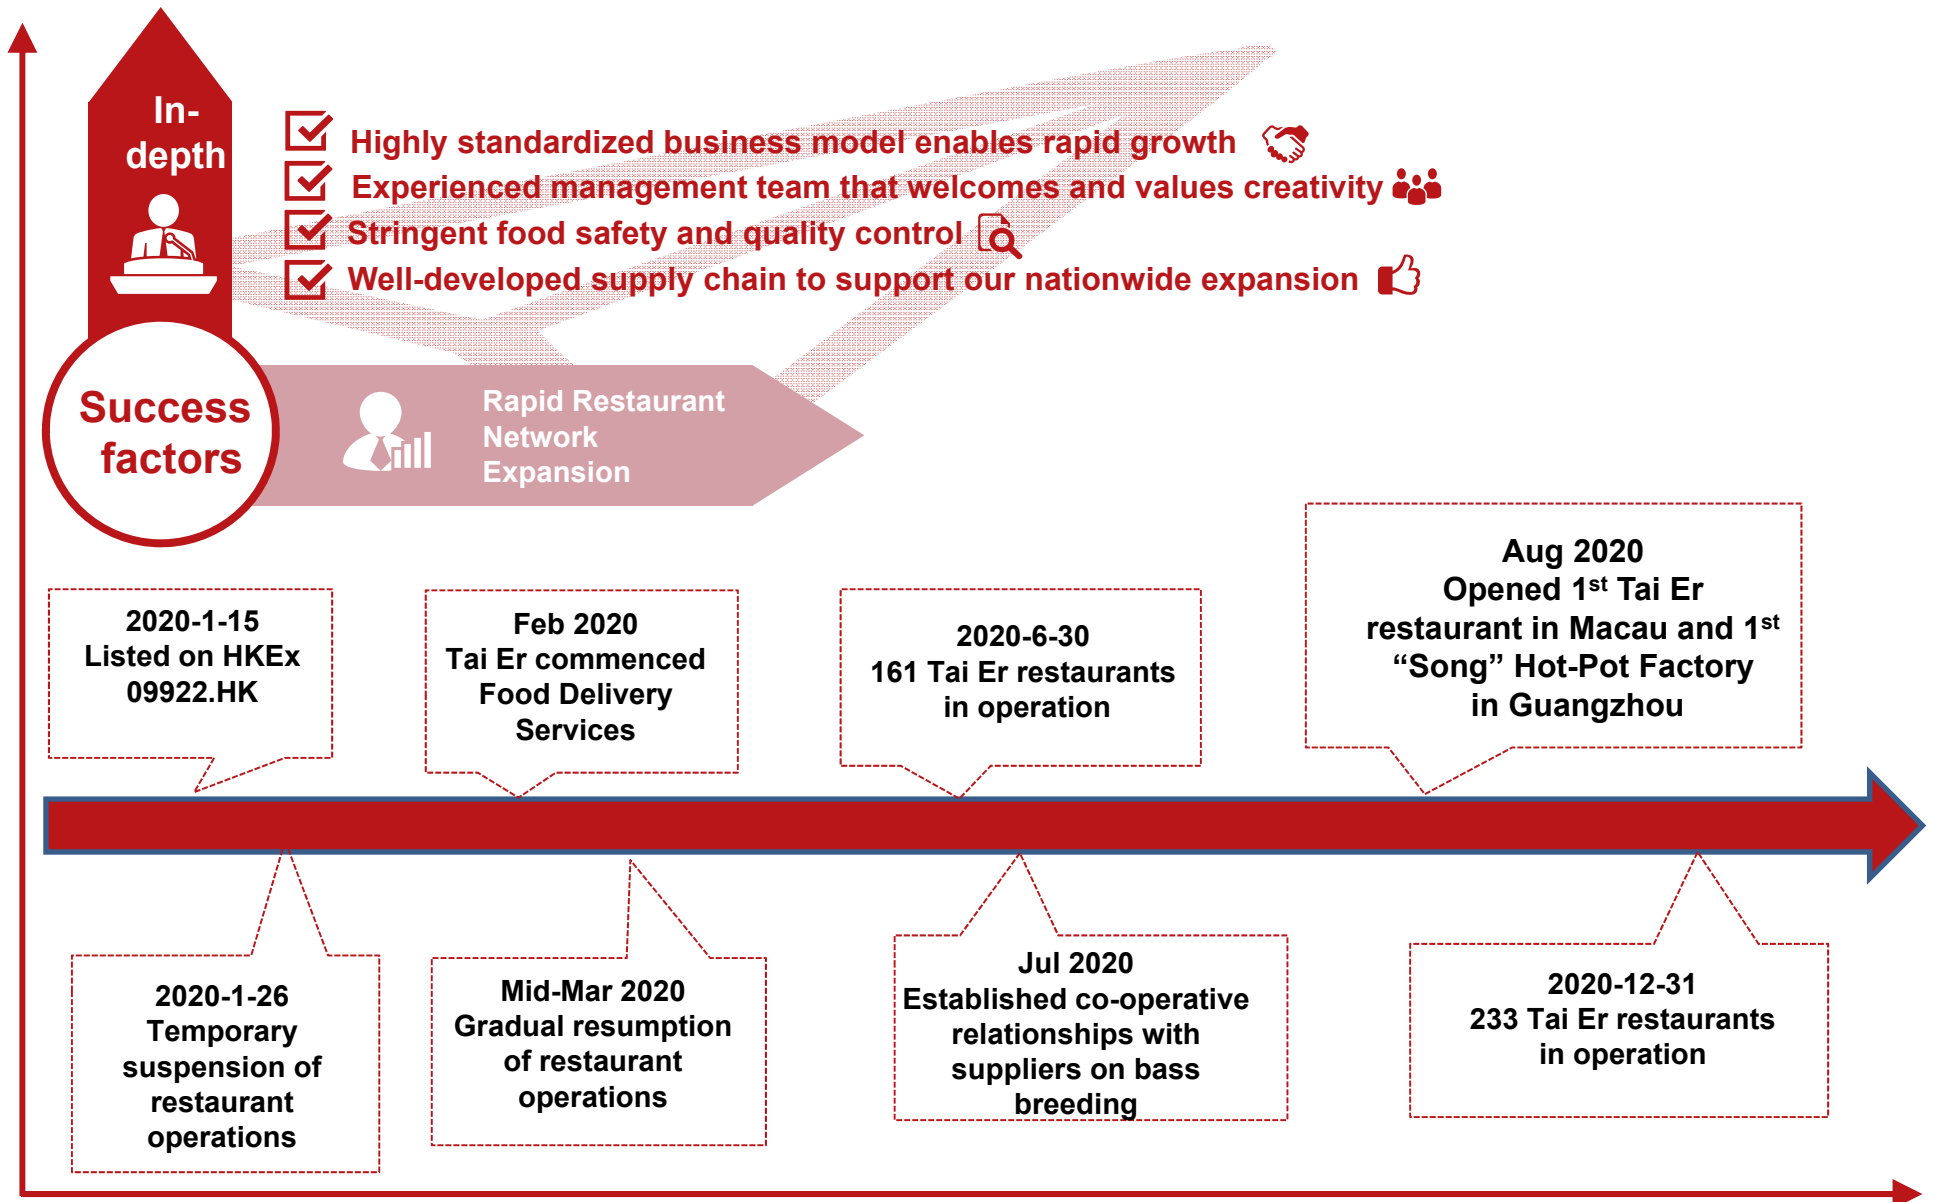 In-
depth
Highly standardized business model enables rapid growth
Experienced management team that welcomes and values creativity
Stringent food safety and quality control
Well-developed supply chain to support our nationwide expansion
Success
factors
Rapid Restaurant
Network
Expansion
2020-1-15
Listed on HKEx
09922.HK
Feb 2020
Tai Er commenced
Food Delivery
Services
2020-6-30
161 Tai Er restaurants
in operation
Aug 2020
Opened 1st Tai Er
restaurant in Macau and 1st
“Song” Hot-Pot Factory
in Guangzhou
2020-1-26
Temporary
suspension of
restaurant
operations
Mid-Mar 2020
Gradual resumption
of restaurant
operations
Jul 2020
Established co-operative
relationships with
suppliers on bass
breeding
2020-12-31
233 Tai Er restaurants
in operation